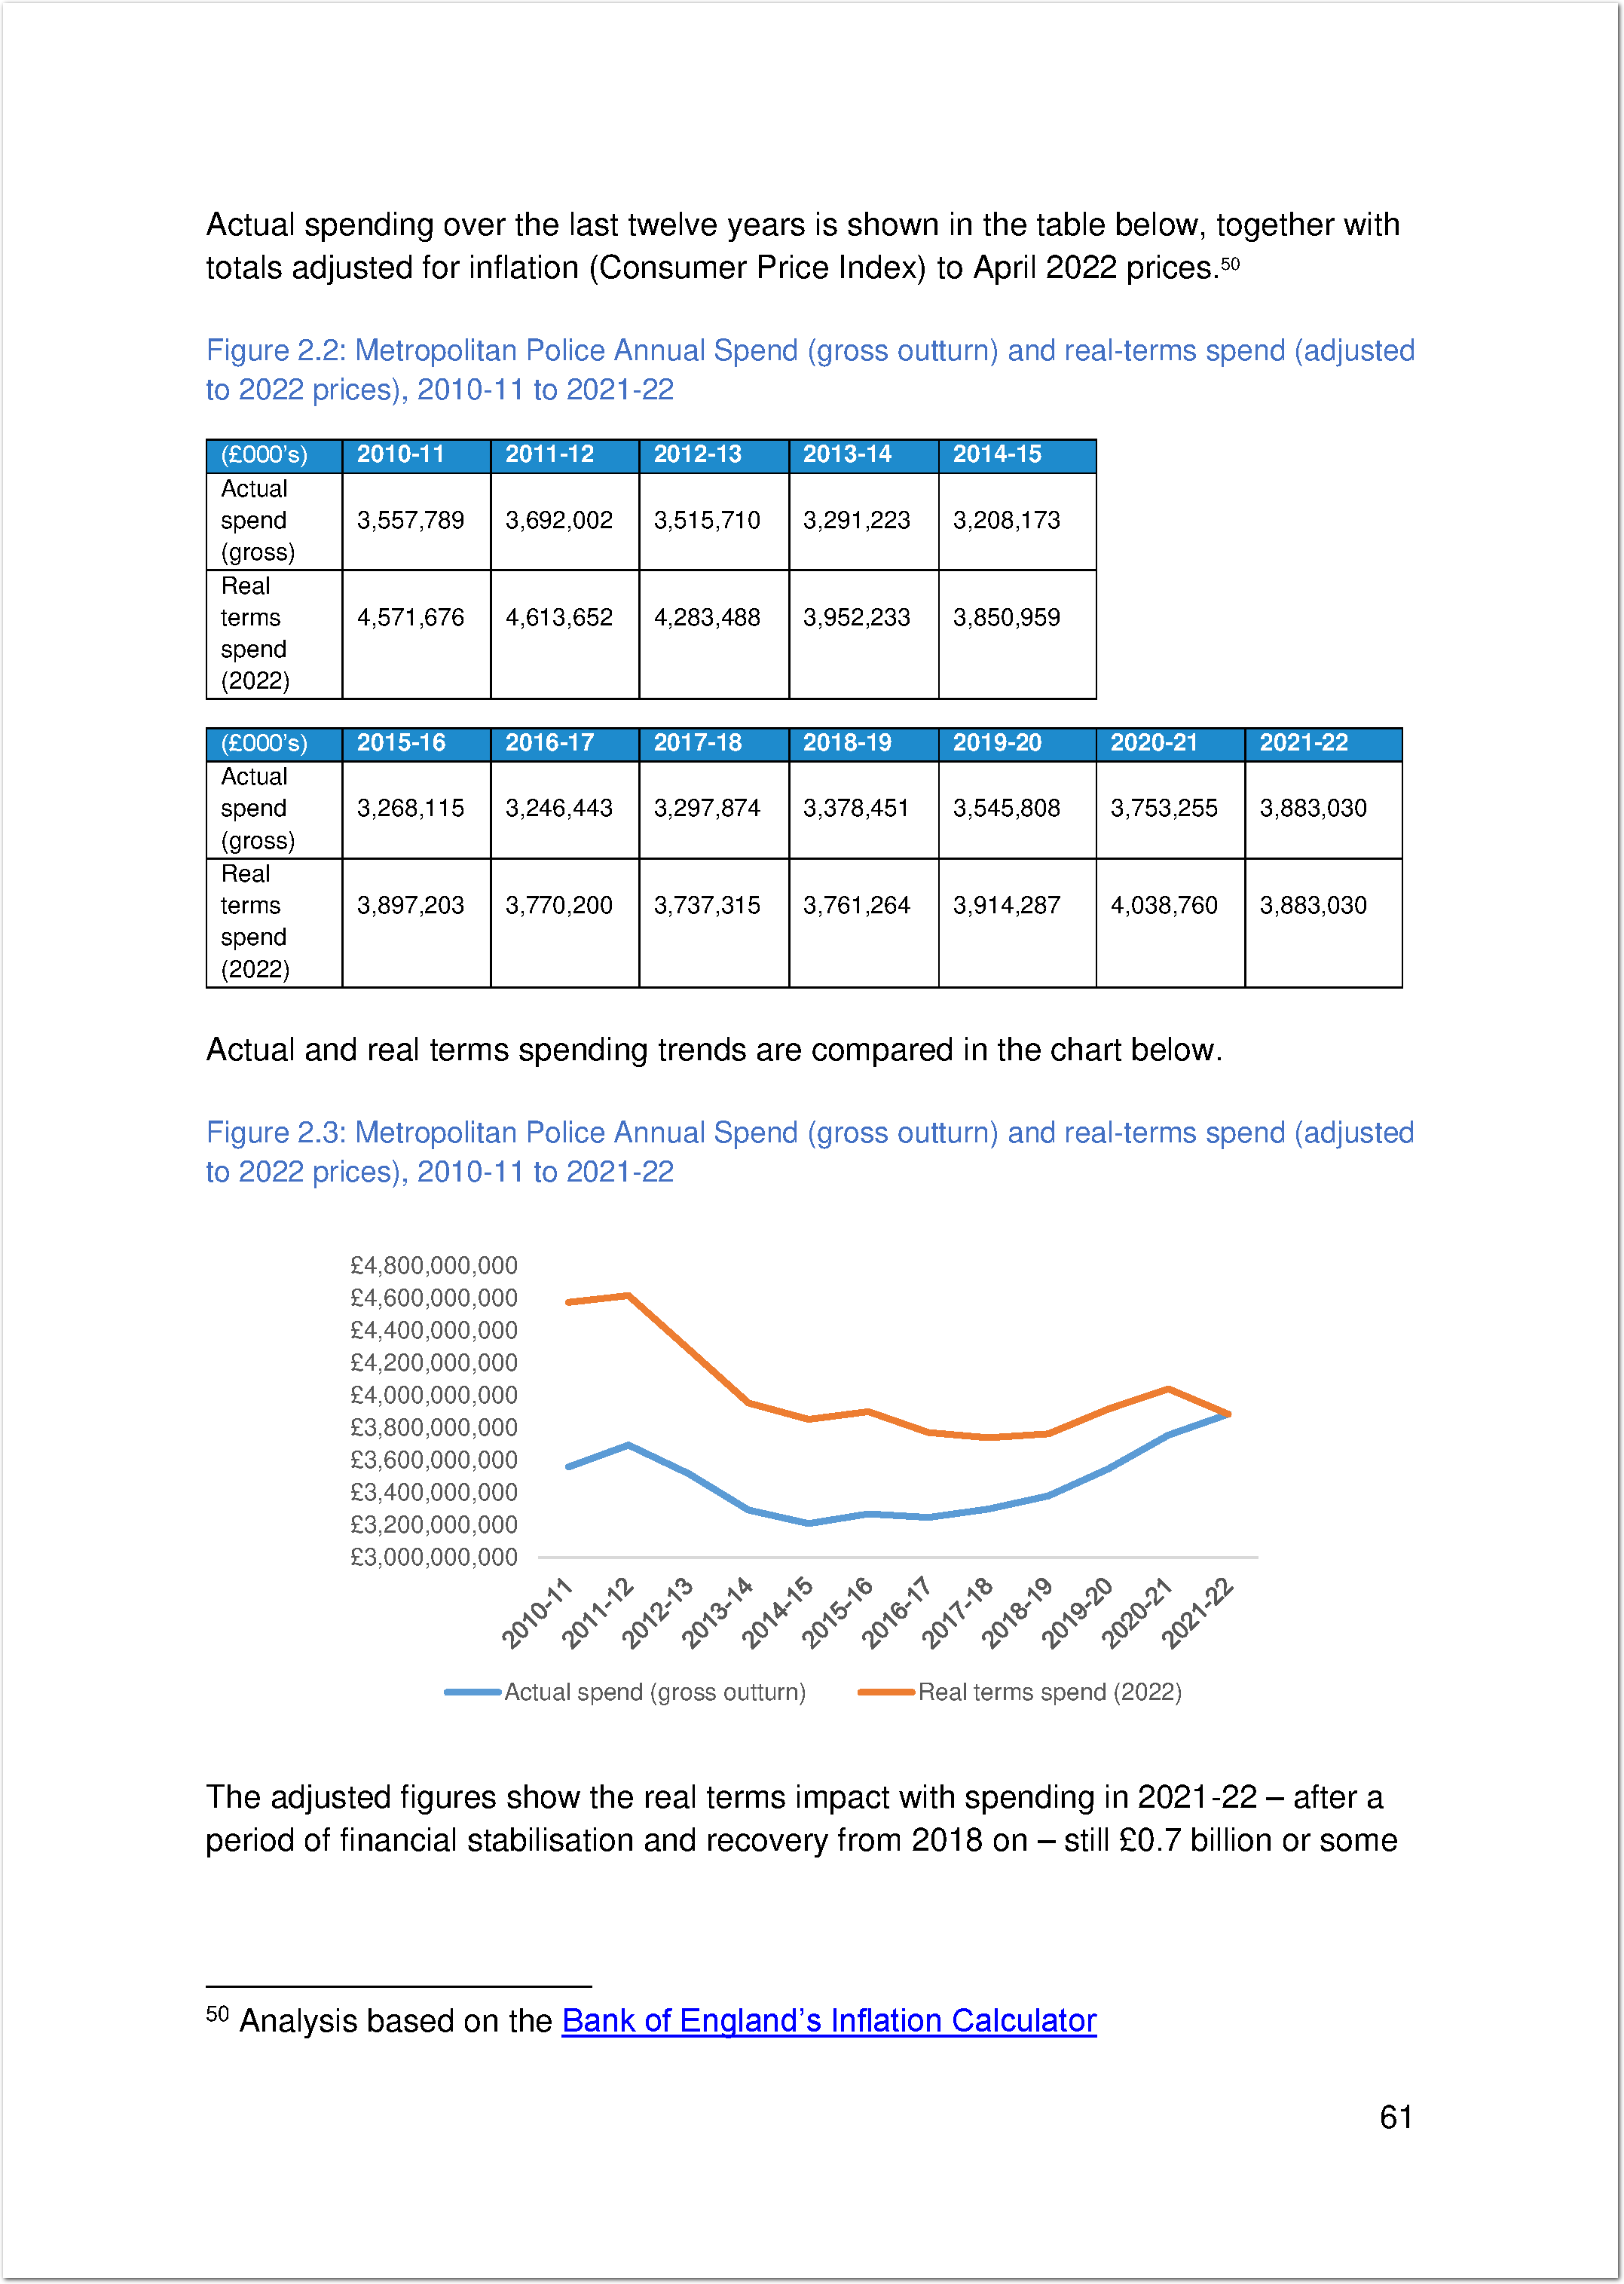 Actual spending over the last twelve years is shown in the table below, together with
totals adjusted for inflation (Consumer Price Index) to April 2022 prices.50
Figure 2.2: Metropolitan Police Annual Spend (gross outturn) and real-terms spend (adjusted
to 2022 prices), 2010-11 to 2021-22
(£000’s) 2010-11 2011-12 2012-13 2013-14 2014-15
Actual
spend 3,557,789 3,692,002 3,515,710 3,291,223 3,208,173
(gross)
Real
terms 4,571,676 4,613,652 4,283,488 3,952,233 3,850,959
spend
(2022)
(£000’s) 2015-16 2016-17 2017-18 2018-19 2019-20 2020-21 2021-22
Actual
spend 3,268,115 3,246,443 3,297,874 3,378,451 3,545,808 3,753,255 3,883,030
(gross)
Real
terms 3,897,203 3,770,200 3,737,315 3,761,264 3,914,287 4,038,760 3,883,030
spend
(2022)
Actual and real terms spending trends are compared in the chart below.
Figure 2.3: Metropolitan Police Annual Spend (gross outturn) and real-terms spend (adjusted
to 2022 prices), 2010-11 to 2021-22
£4,800,000,000
£4,600,000,000
£4,400,000,000
£4,200,000,000
£4,000,000,000
£3,800,000,000
£3,600,000,000
£3,400,000,000
£3,200,000,000
£3,000,000,000
2010-11 2011-12 2012-13 2013-14 2014-15 2015-16 2016-17 2017-18 2018-19 2019-20 2020-21 2021-22
Actual spend (gross outturn) Real terms spend (2022)
The adjusted figures show the real terms impact with spending in 2021-22 – after a
period of financial stabilisation and recovery from 2018 on – still £0.7 billion or some
50 Analysis based on the Bank of England’s Inflation Calculator
61